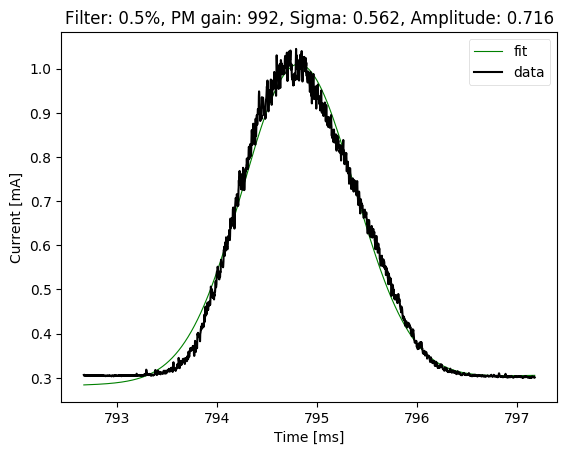 Filter: 0.5%, PM gain: 992, Sigma: 0.562, Amplitude: 0.716
fit
data
1.0
0.9
0.8
0.7
0.6
0.5
0.4
0.3
Current [mA]
793 794 795 796 797
Time [ms]